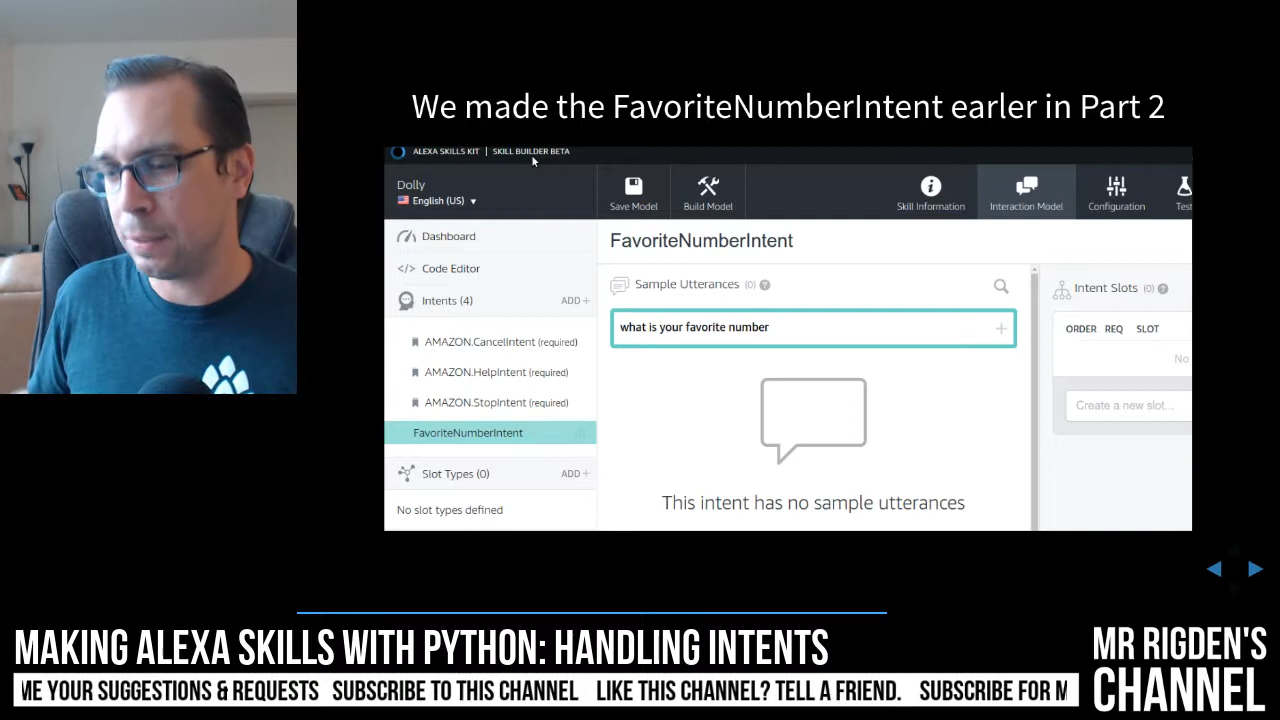 We made the FavoriteNumberIntent earler in Part 2
ALEXA SKILLS KIT | SKILL BUILDER BETA
Dolly
English (US)
Save Model
Build Model
Skill Information
Interaction Model
Configuration
Test
Dashboard
</> Code Editor
Intents (4) ADD +
AMAZON.CancelIntent (required)
AMAZON.HelpIntent (required)
AMAZON.StopIntent (required)
FavoriteNumberIntent
Slot Types (0) ADD +
No slot types defined
FavoriteNumberIntent
Sample Utterances (0) ?
what is your favorite number
This intent has no sample utterances
Intent Slots (0) ?
ORDER REQ SLOT
No
Create a new slot...
MAKING ALEXA SKILLS WITH PYTHON: HANDLING INTENTS
ME YOUR SUGGESTIONS & REQUESTS SUBSCRIBE TO THIS CHANNEL LIKE THIS CHANNEL? TELL A FRIEND. SUBSCRIBE FOR M
MR RIGDEN'S
CHANNEL